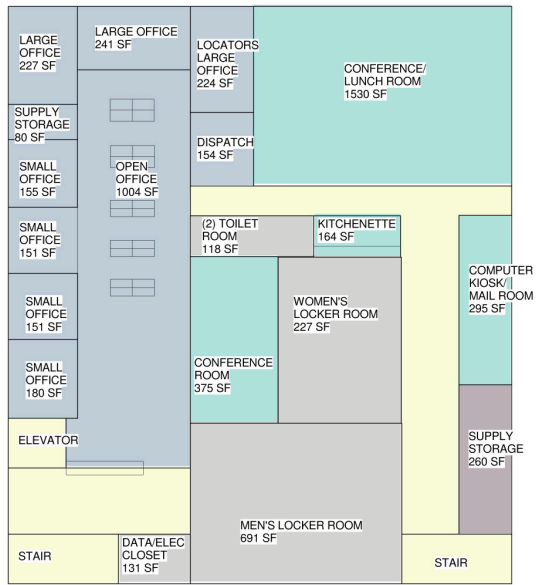 LARGE
OFFICE
227 SF
LARGE OFFICE
241 SF
LOCATORS
LARGE
OFFICE
224 SF
CONFERENCE/
LUNCH ROOM
1530 SF
SUPPLY
STORAGE
80 SF
DISPATCH
154 SF
SMALL
OFFICE
155 SF
OPEN
OFFICE
1004 SF
SMALL
OFFICE
151 SF
(2) TOILET
ROOM
118 SF
KITCHENETTE
164 SF
COMPUTER
KIOSK/
MAIL ROOM
295 SF
SMALL
OFFICE
151 SF
WOMEN'S
LOCKER ROOM
227 SF
SMALL
OFFICE
180 SF
CONFERENCE
ROOM
375 SF
ELEVATOR
SUPPLY
STORAGE
260 SF
MEN'S LOCKER ROOM
691 SF
STAIR
DATA/ELEC
CLOSET
131 SF
STAIR